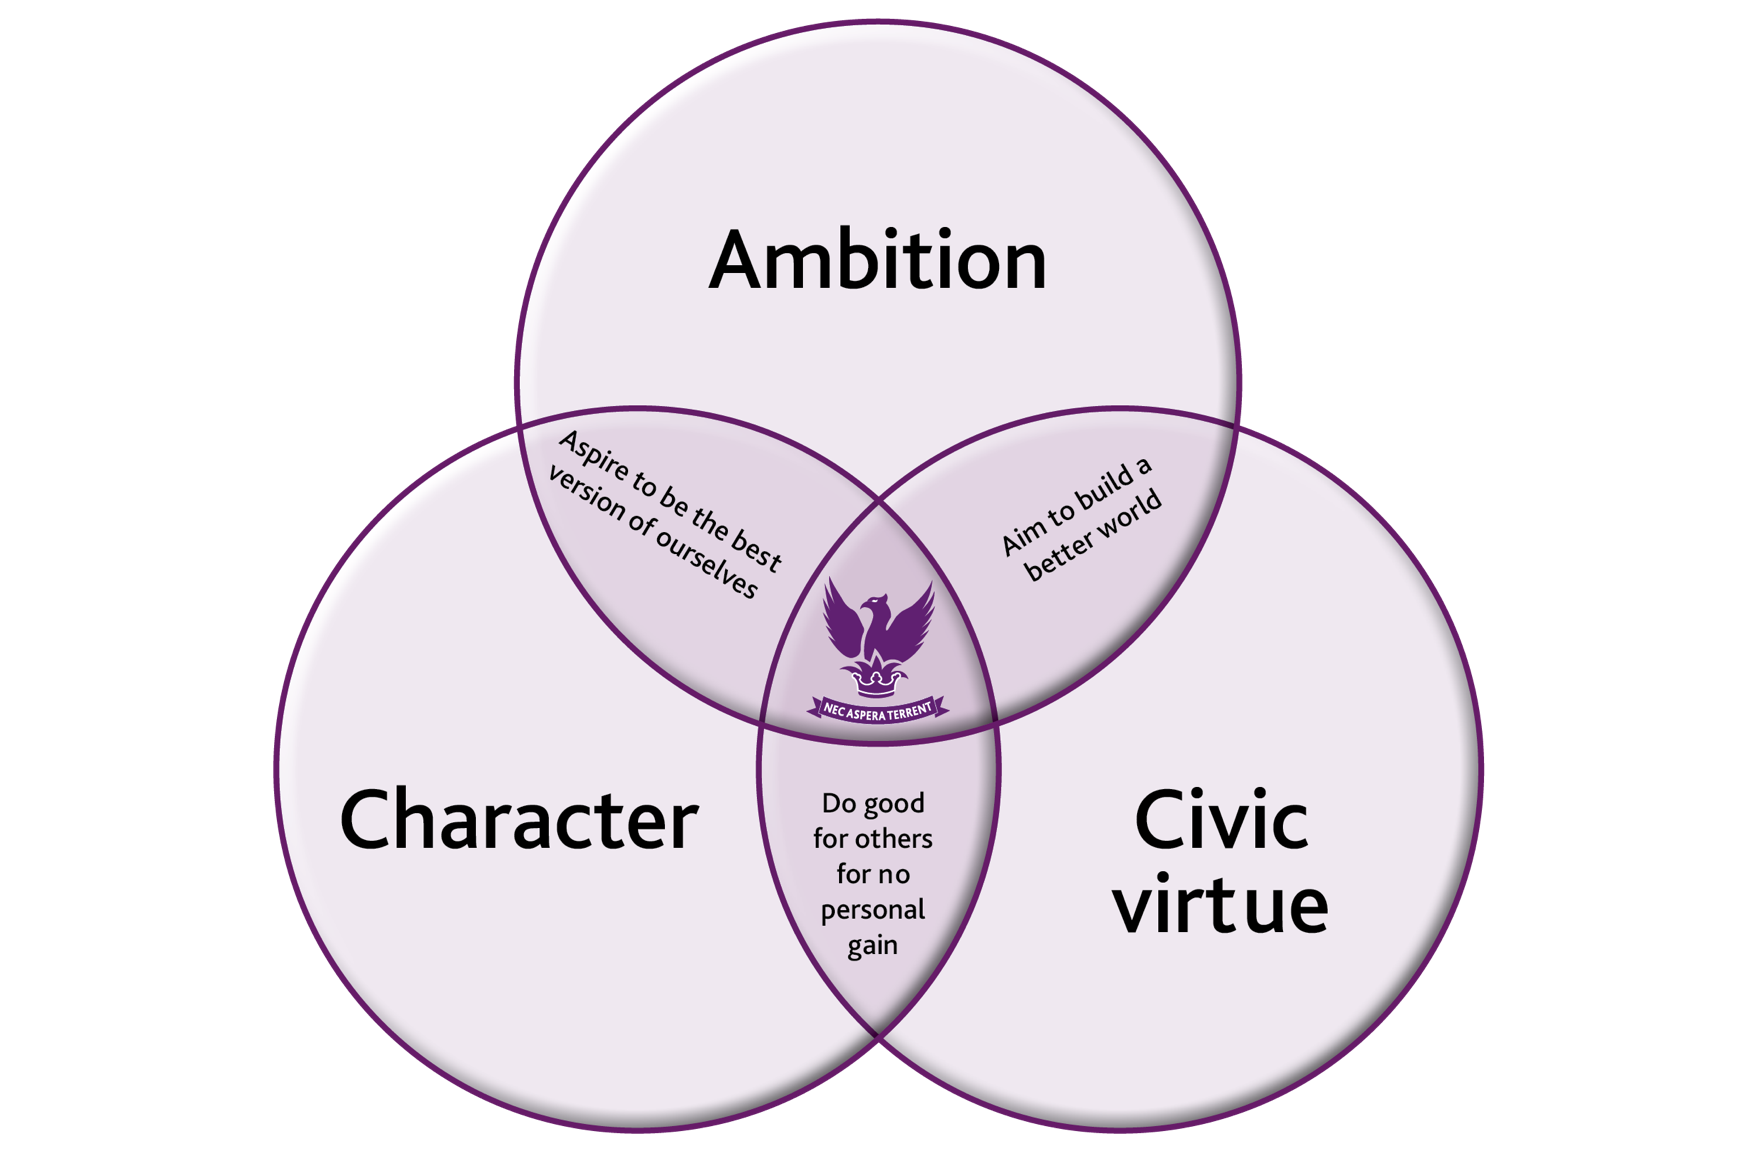 Ambition
Aspire to be the best
version of ourselves
Aim to build a
better world
NEC ASPERA TERRENT
Character
Do good
for others
for no
personal
gain
Civic
virtue